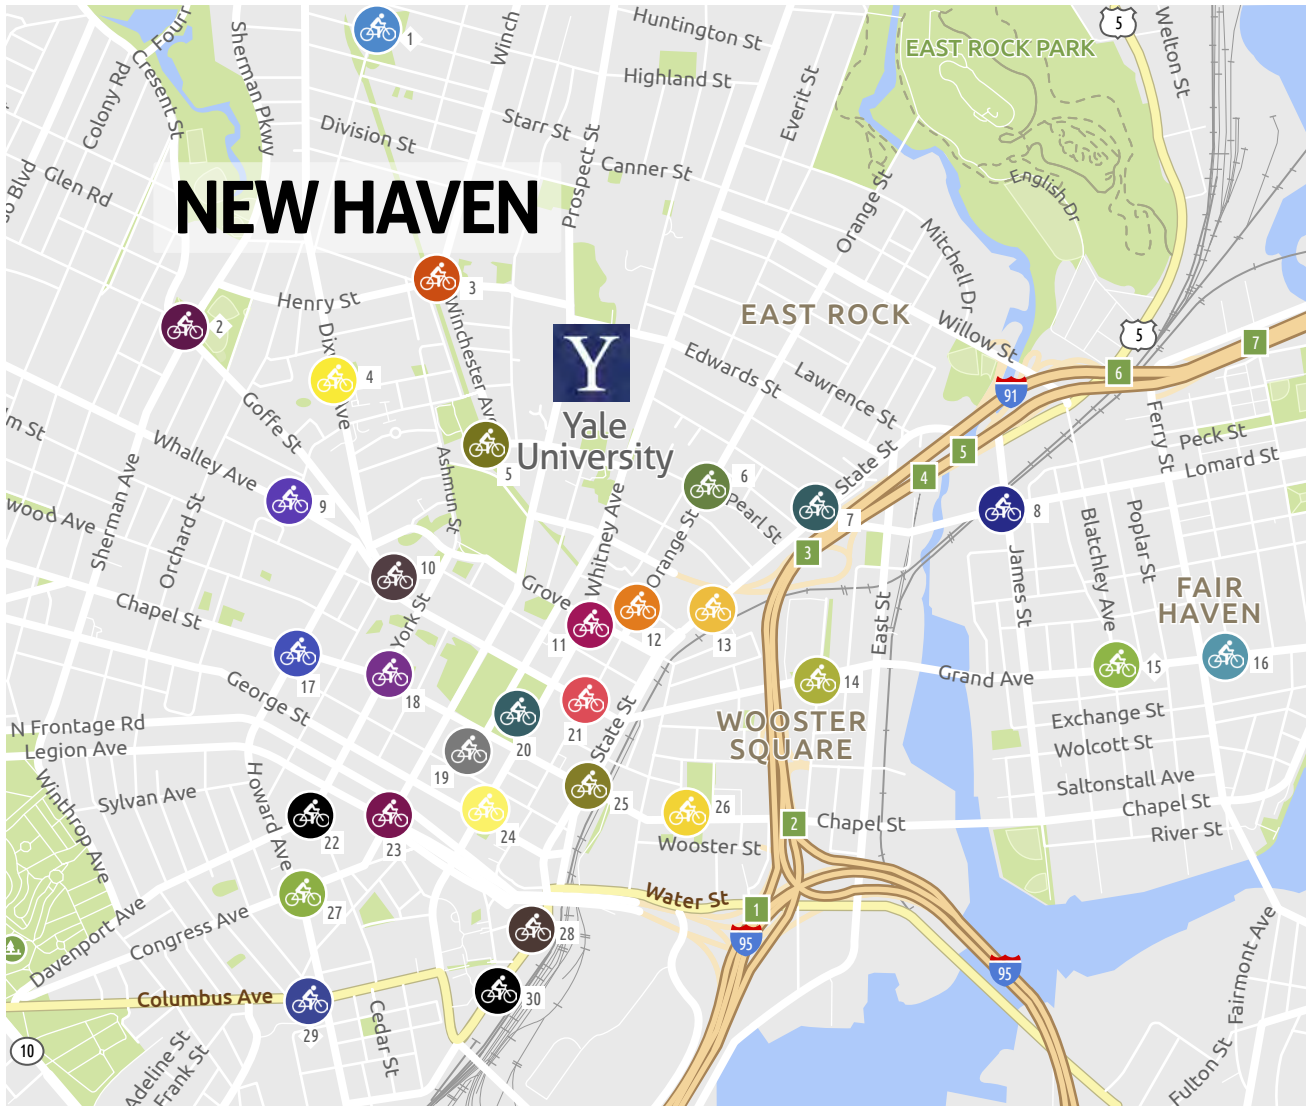 Fourn
Sherman Pkwy
1
Winch
Huntington St
5
Welton St
EAST ROCK PARK
Colony Rd
Cresent St
Highland St
Everit St
Division St
Starr St
Prospect St
Canner St
Glen Rd
go Blvd
NEW HAVEN
English Dr
Orange St
Mitchell Dr
3
Henry St
2
Winchester Av
EAST ROCK
Willow St
5
7
Dix
4
ve
Y
Edwards St
Lawrence St
6
91
Yale
University
Goffe St
lm St
Whalley Ave
Ashmun St
5
Ferry St
Peck St
Lomard St
State St
5
4
6
Pearl St
7
8
9
Sherman Ave
Orchard St
wood Ave
Whitney Ave
Orange St
3
Blatchley Ave
Poplar St
James St
10
Grove
York St
Chapel St
FAIR
HAVEN
11
12
13
East St
14
Grand Ave
15
16
17
18
George St
State St
WOOSTER
SQUARE
Exchange St
Wolcott St
N Frontage Rd
Legion Ave
20
21
19
Saltonstall Ave
Chapel St
River St
Winthrop Ave
Sylvan Ave
Howard Ave
22
23
24
25
26
2
Chapel St
Wooster St
27
Water St
1
Davenport Ave
Congress Ave
28
95
95
Fairmont Ave
Columbus Ave
30
29
Cedar St
10
Adeline St
Frank St
Fulton St